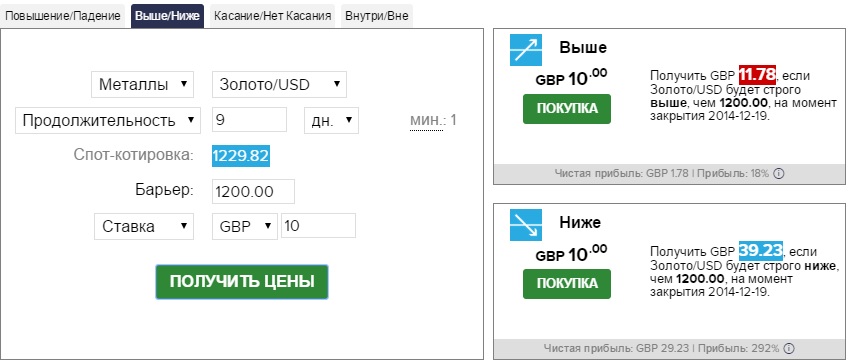 Повышение/Падение Выше/Ниже Касание/Нет Касания Внутри/Вне
Металлы Золото/USD
Продолжительность 9 дн. мин.: 1
Спот-котировка: 1229.82
Барьер: 1200.00
Ставка GBP 10
ПОЛУЧИТЬ ЦЕНЫ
Выше
GBP 10.00
ПОКУПКА
Получить GBP 11.78, если
Золото/USD будет строго
выше, чем 1200.00, на момент
закрытия 2014-12-19.
Чистая прибыль: GBP 1.78 | Прибыль: 18%
Ниже
GBP 10.00
ПОКУПКА
Получить GBP 39.23, если
Золото/USD будет строго ниже,
чем 1200.00, на момент
закрытия 2014-12-19.
Чистая прибыль: GBP 29.23 | Прибыль: 292%